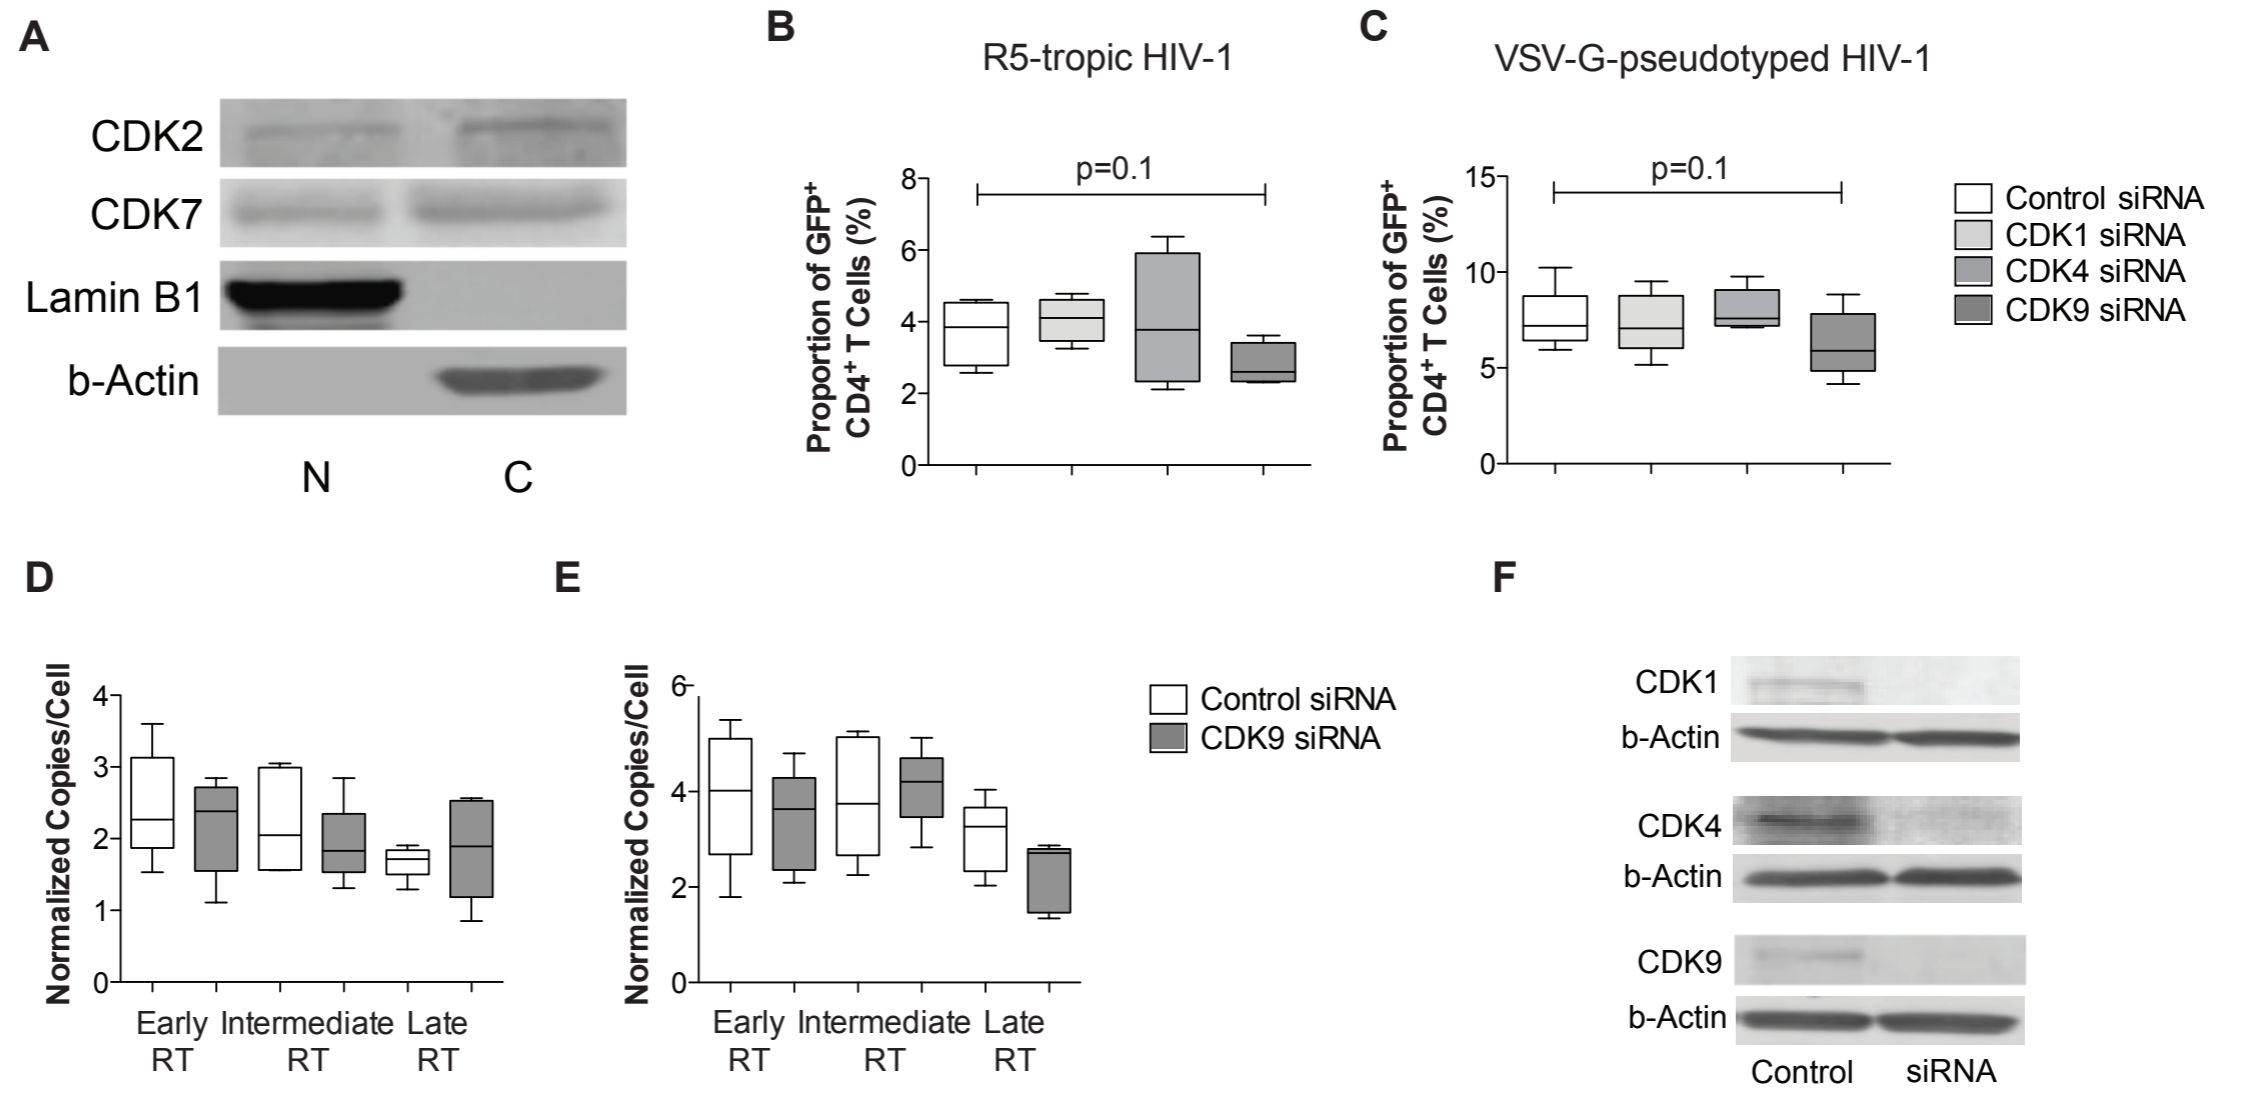 A
CDK2
CDK7
Lamin B1
b-Actin
N C
B
R5-tropic HIV-1
Proportion of GFP+
CD4+ T Cells (%)
8
6
4
2
0
p=0.1
C
VSV-G-pseudotyped HIV-1
Proportion of GFP+
CD4+ T Cells (%)
15
10
5
0
p=0.1
Control siRNA
CDK1 siRNA
CDK4 siRNA
CDK9 siRNA
D
Normalized Copies/Cell
4
3
2
1
0
Early Intermediate Late
RT RT RT
E
Normalized Copies/Cell
6
4
2
0
Early Intermediate Late
RT RT RT
Control siRNA
CDK9 siRNA
F
CDK1
b-Actin
CDK4
b-Actin
CDK9
b-Actin
Control siRNA